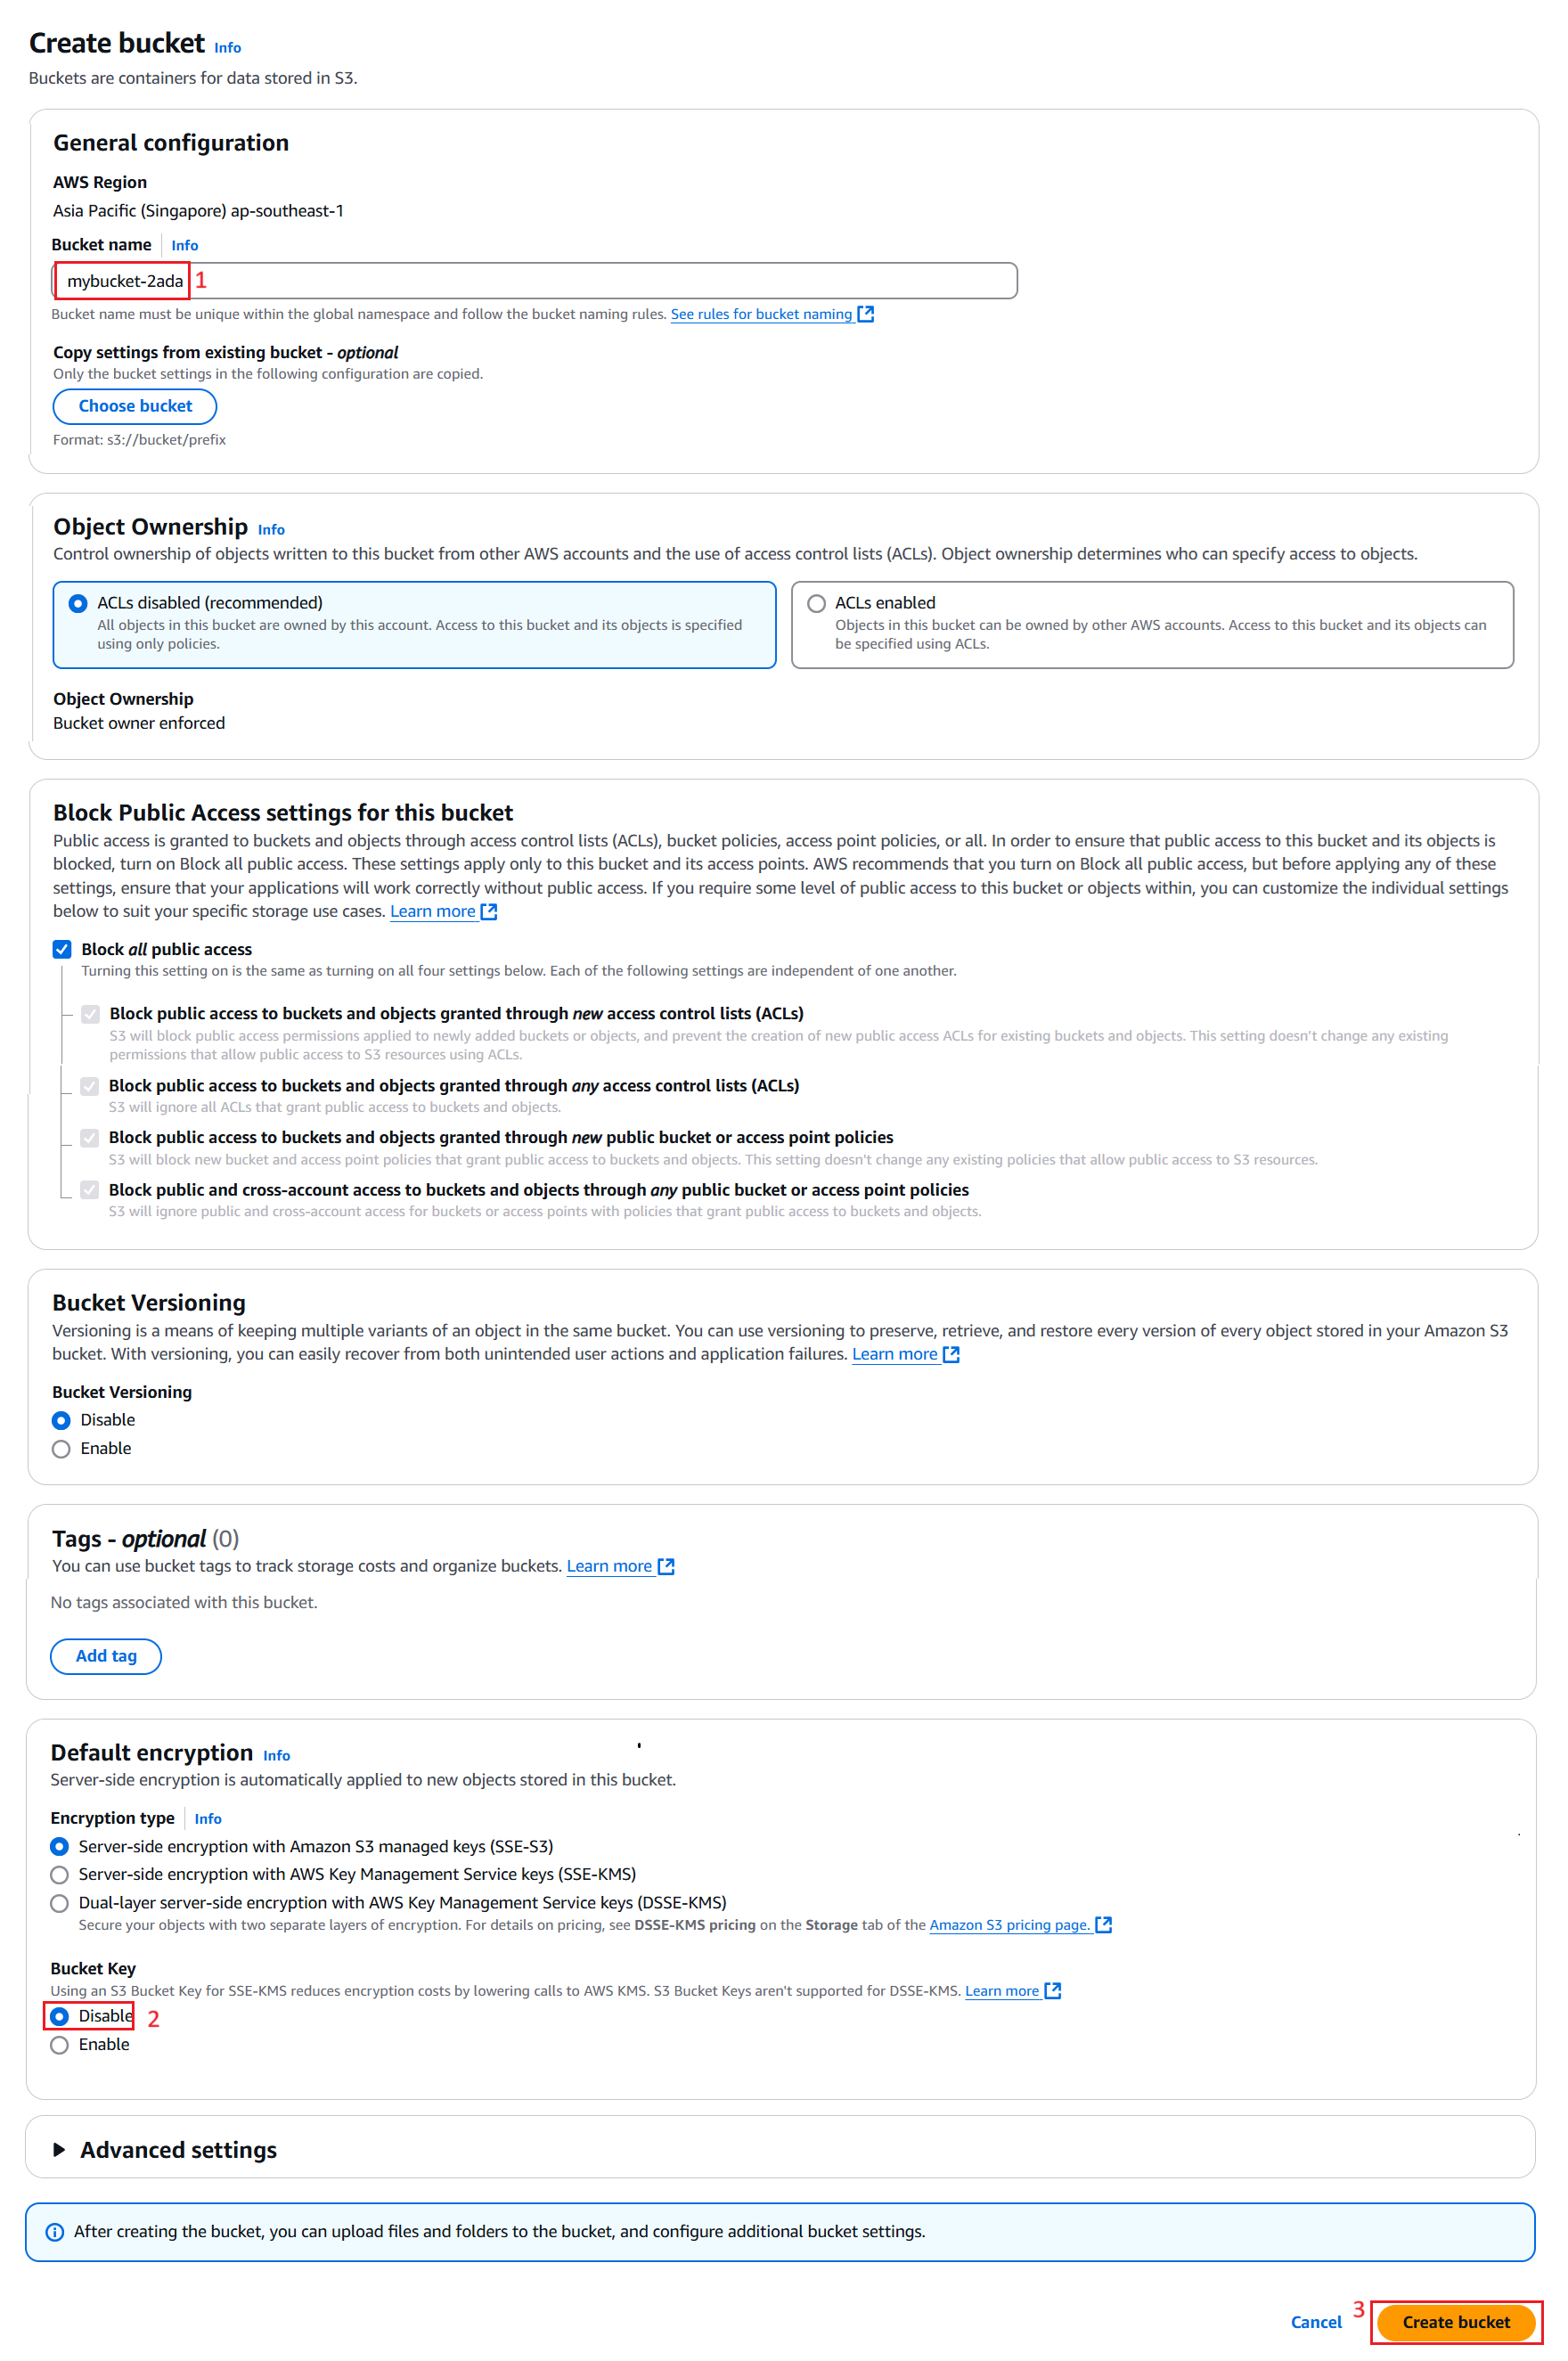 Create bucket Info
Buckets are containers for data stored in S3.
General configuration
AWS Region
Asia Pacific (Singapore) ap-southeast-1
Bucket name Info
mybucket-2ada 1
Bucket name must be unique within the global namespace and follow the bucket naming rules. See rules for bucket naming
Copy settings from existing bucket - optional
Only the bucket settings in the following configuration are copied.
Choose bucket
Format: s3://bucket/prefix
Object Ownership Info
Control ownership of objects written to this bucket from other AWS accounts and the use of access control lists (ACLs). Object ownership determines who can specify access to objects.
ACLs disabled (recommended)
All objects in this bucket are owned by this account. Access to this bucket and its objects is specified
using only policies.
ACLs enabled
Objects in this bucket can be owned by other AWS accounts. Access to this bucket and its objects can
be specified using ACLs.
Object Ownership
Bucket owner enforced
Block Public Access settings for this bucket
Public access is granted to buckets and objects through access control lists (ACLs), bucket policies, access point policies, or all. In order to ensure that public access to this bucket and its objects is
blocked, turn on Block all public access. These settings apply only to this bucket and its access points. AWS recommends that you turn on Block all public access, but before applying any of these
settings, ensure that your applications will work correctly without public access. If you require some level of public access to this bucket or objects within, you can customize the individual settings
below to suit your specific storage use cases. Learn more
Block all public access
Turning this setting on is the same as turning on all four settings below. Each of the following settings are independent of one another.
Block public access to buckets and objects granted through new access control lists (ACLs)
S3 will block public access permissions applied to newly added buckets or objects, and prevent the creation of new public access ACLs for existing buckets and objects. This setting doesn't change any existing
permissions that allow public access to S3 resources using ACLs.
Block public access to buckets and objects granted through any access control lists (ACLs)
S3 will ignore all ACLs that grant public access to buckets and objects.
Block public access to buckets and objects granted through new public bucket or access point policies
S3 will block new bucket and access point policies that grant public access to buckets and objects. This setting doesn't change any existing policies that allow public access to S3 resources.
Block public and cross-account access to buckets and objects through any public bucket or access point policies
S3 will ignore public and cross-account access for buckets or access points with policies that grant public access to buckets and objects.
Bucket Versioning
Versioning is a means of keeping multiple variants of an object in the same bucket. You can use versioning to preserve, retrieve, and restore every version of every object stored in your Amazon S3
bucket. With versioning, you can easily recover from both unintended user actions and application failures. Learn more
Bucket Versioning
Disable
Enable
Tags - optional (0)
You can use bucket tags to track storage costs and organize buckets. Learn more
No tags associated with this bucket.
Add tag
Default encryption Info
Server-side encryption is automatically applied to new objects stored in this bucket.
Encryption type Info
Server-side encryption with Amazon S3 managed keys (SSE-S3)
Server-side encryption with AWS Key Management Service keys (SSE-KMS)
Dual-layer server-side encryption with AWS Key Management Service keys (DSSE-KMS)
Secure your objects with two separate layers of encryption. For details on pricing, see DSSE-KMS pricing on the Storage tab of the Amazon S3 pricing page.
Bucket Key
Using an S3 Bucket Key for SSE-KMS reduces encryption costs by lowering calls to AWS KMS. S3 Bucket Keys aren't supported for DSSE-KMS. Learn more
Disable 2
Enable
Advanced settings
After creating the bucket, you can upload files and folders to the bucket, and configure additional bucket settings.
Cancel 3 Create bucket